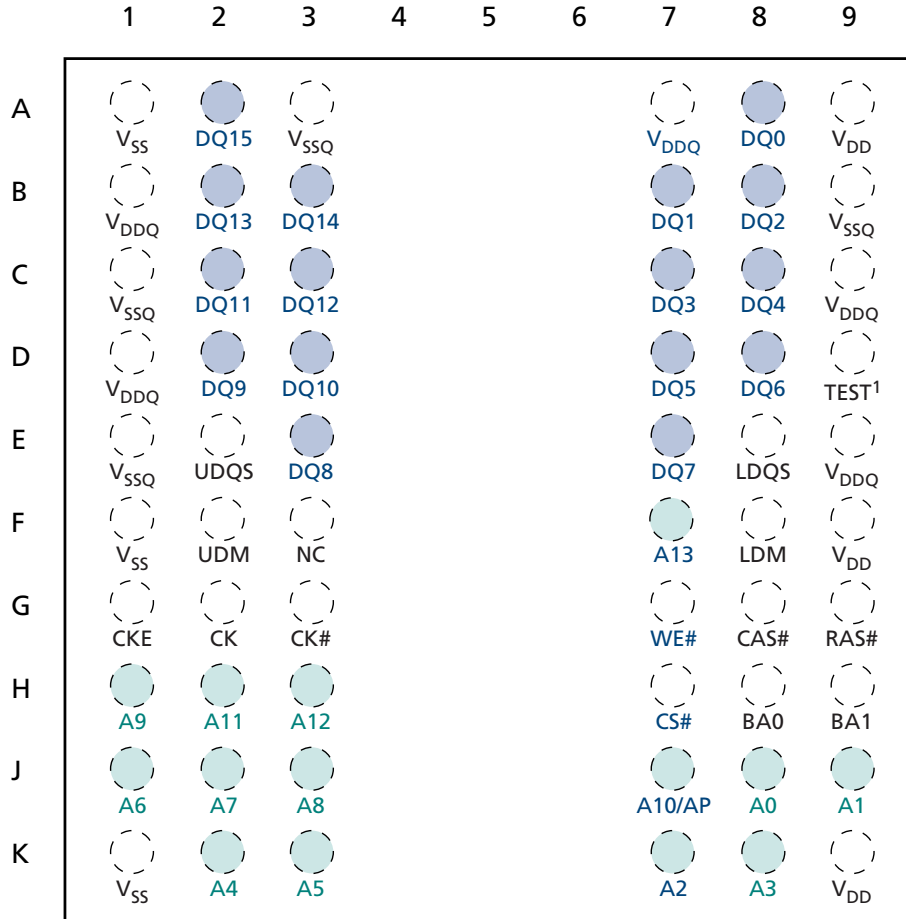 1 2 3 4 5 6 7 8 9
A
VSS DQ15 VSSQ VDDQ DQ0 VDD
B
VDDQ DQ13 DQ14 DQ1 DQ2 VSSQ
C
VSSQ DQ11 DQ12 DQ3 DQ4 VDDQ
D
VDDQ DQ9 DQ10 DQ5 DQ6 TEST1
E
VSSQ UDQS DQ8 DQ7 LDQS VDDQ
F
VSS UDM NC A13 LDM VDD
G
CKE CK CK# WE# CAS# RAS#
H
A9 A11 A12 CS# BA0 BA1
J
A6 A7 A8 A10/AP A0 A1
K
VSS A4 A5 A2 A3 VDD